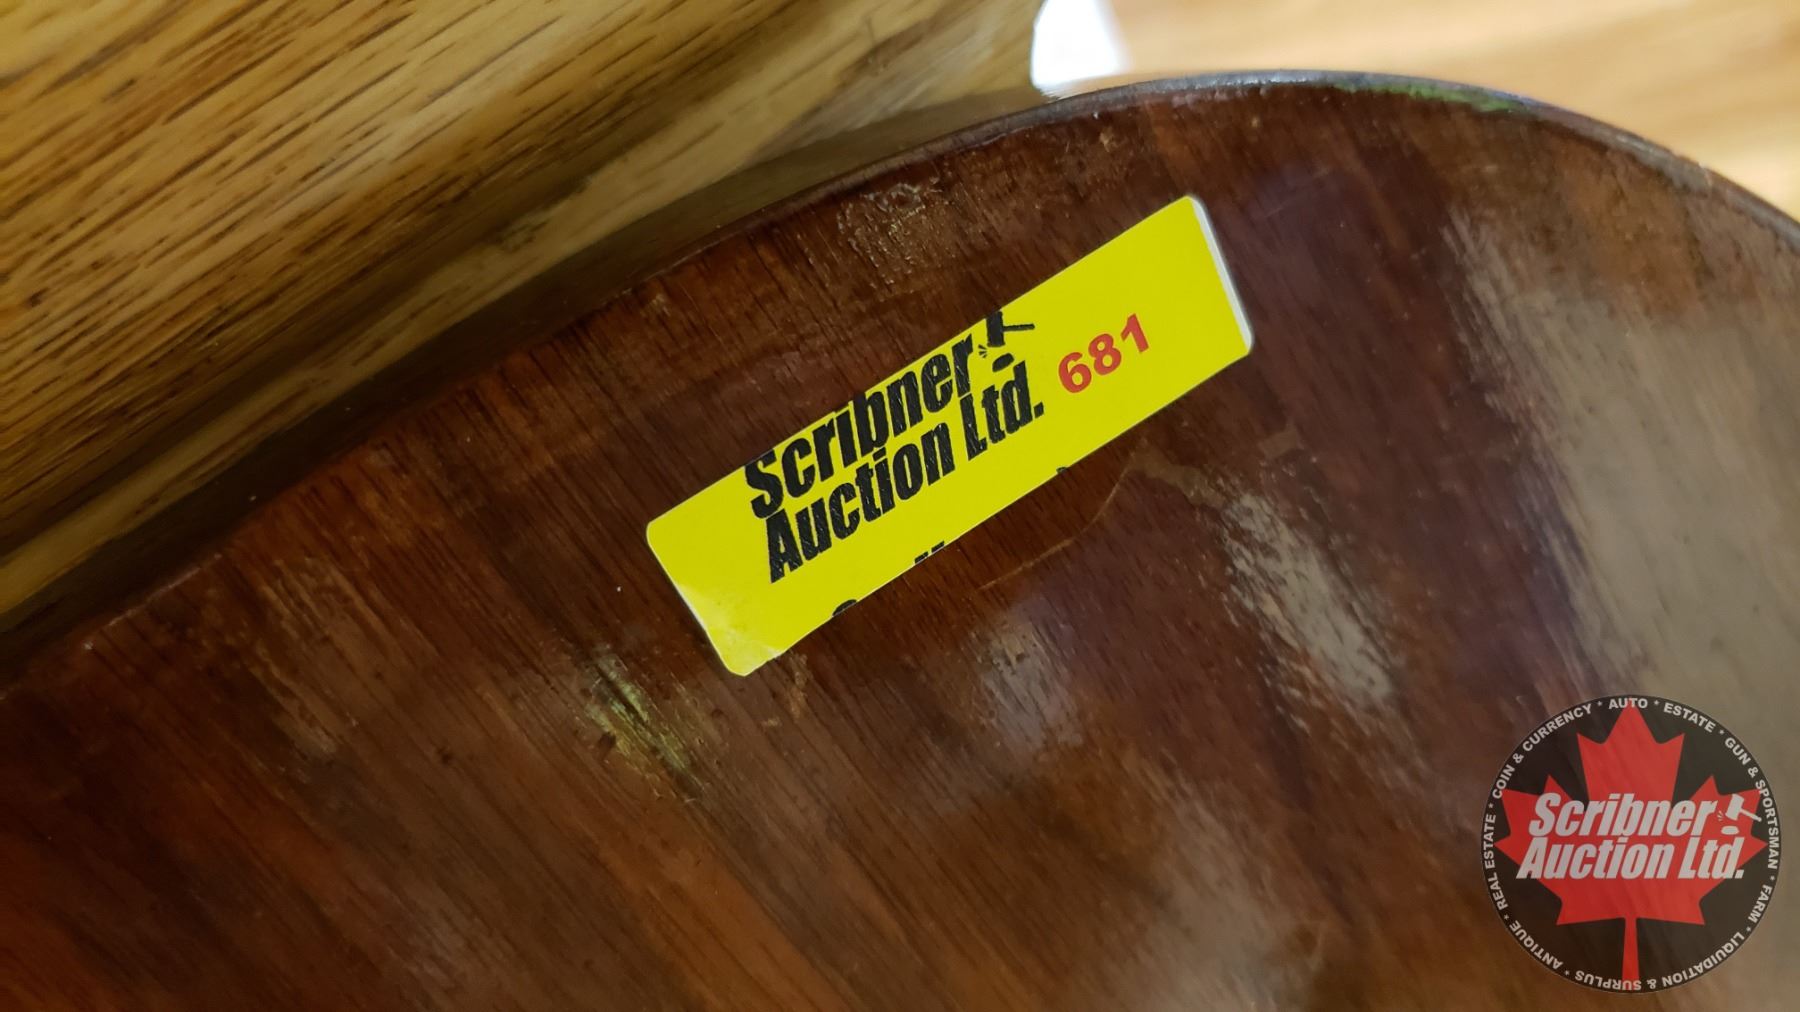 Scribner
Auction Ltd.
681
COIN & CURRENCY * AUTO * ESTATE * GUN & SPORTSMAN * FARM * LIQUIDATION & SURPLUS * ANTIQUE * REAL ESTATE *
Scribner
Auction Ltd.